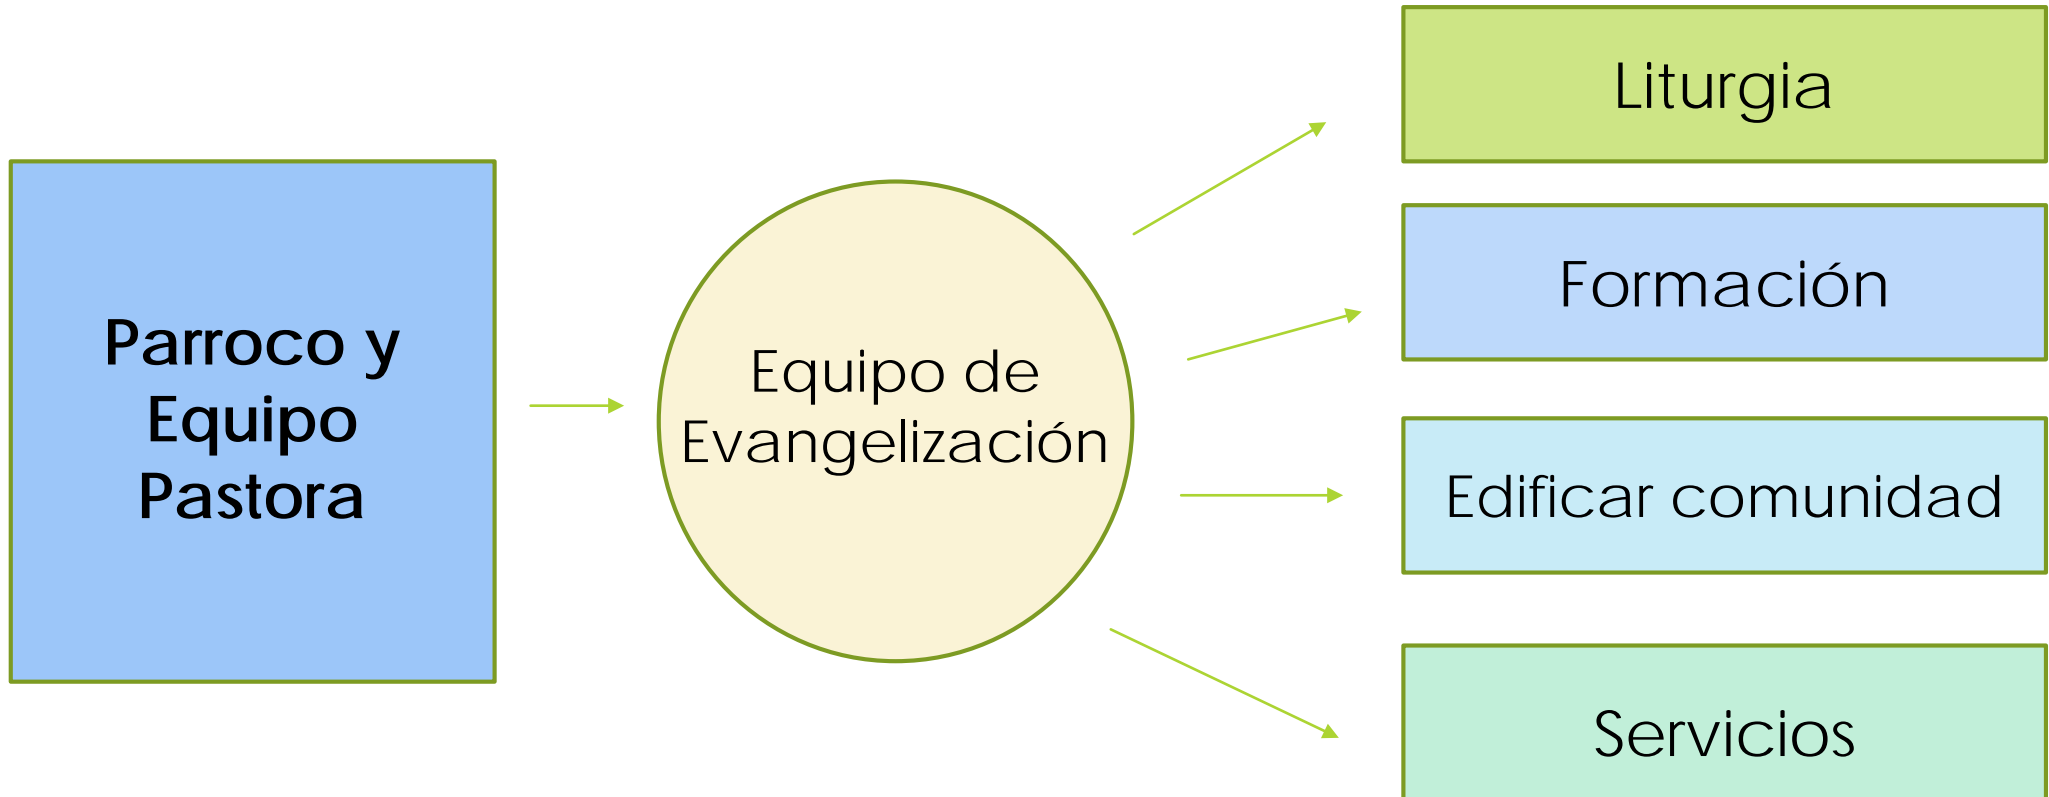 Parroco y
Equipo
Pastora
Equipo de
Evangelización
Liturgia
Formación
Edificar comunidad
Servicios